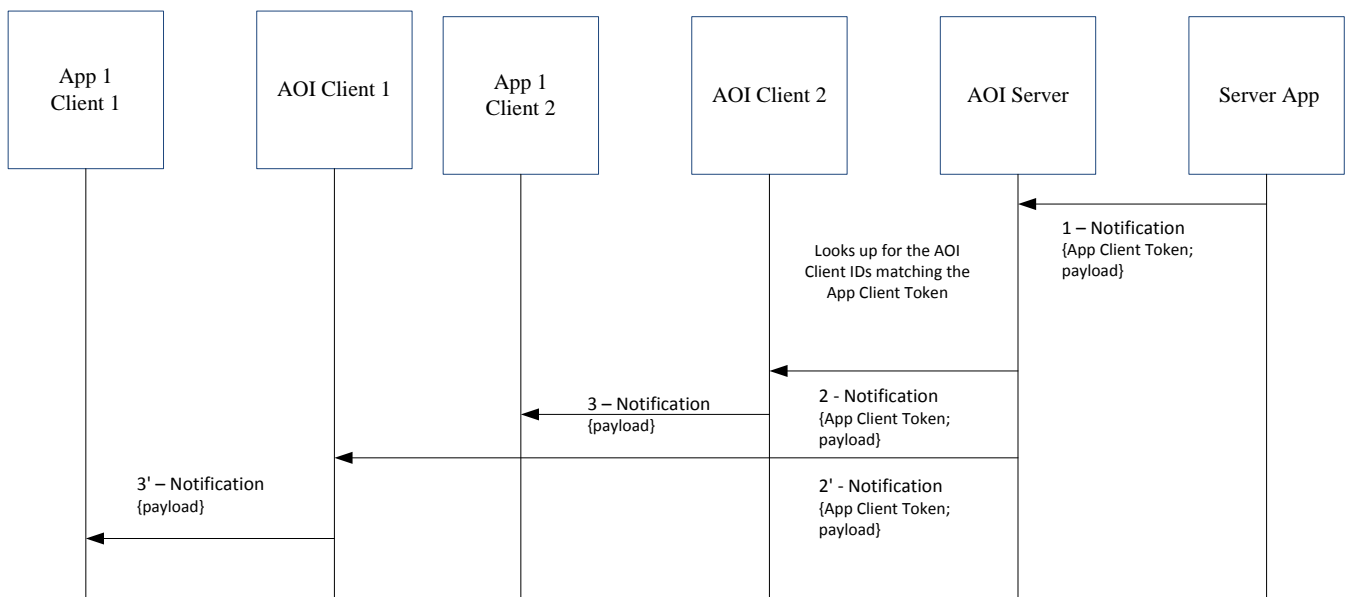 App 1
Client 1
AOI Client 1
App 1
Client 2
AOI Client 2
AOI Server
Server App
1 – Notification
{App Client Token;
payload}
Looks up for the AOI
Client IDs matching the
App Client Token
2 - Notification
{App Client Token;
payload}
3 – Notification
{payload}
2' - Notification
{App Client Token;
payload}
3' – Notification
{payload}